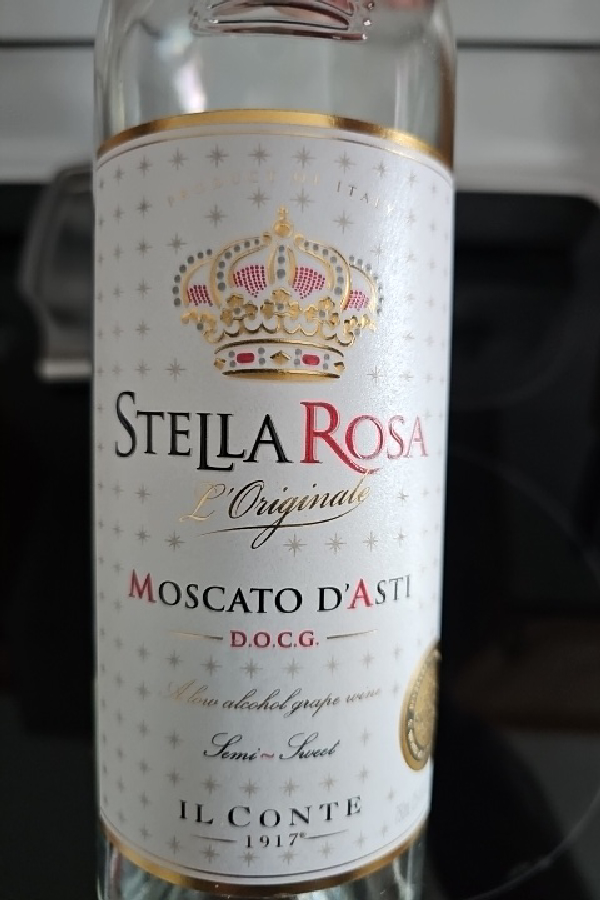 PRODUCT OF ITALY
STELLA ROSA
L'Originale
MOSCATO D'ASTI
D.O.C.G.
A low alcohol grape wine
Semi~Sweet
IL CONTE
1917